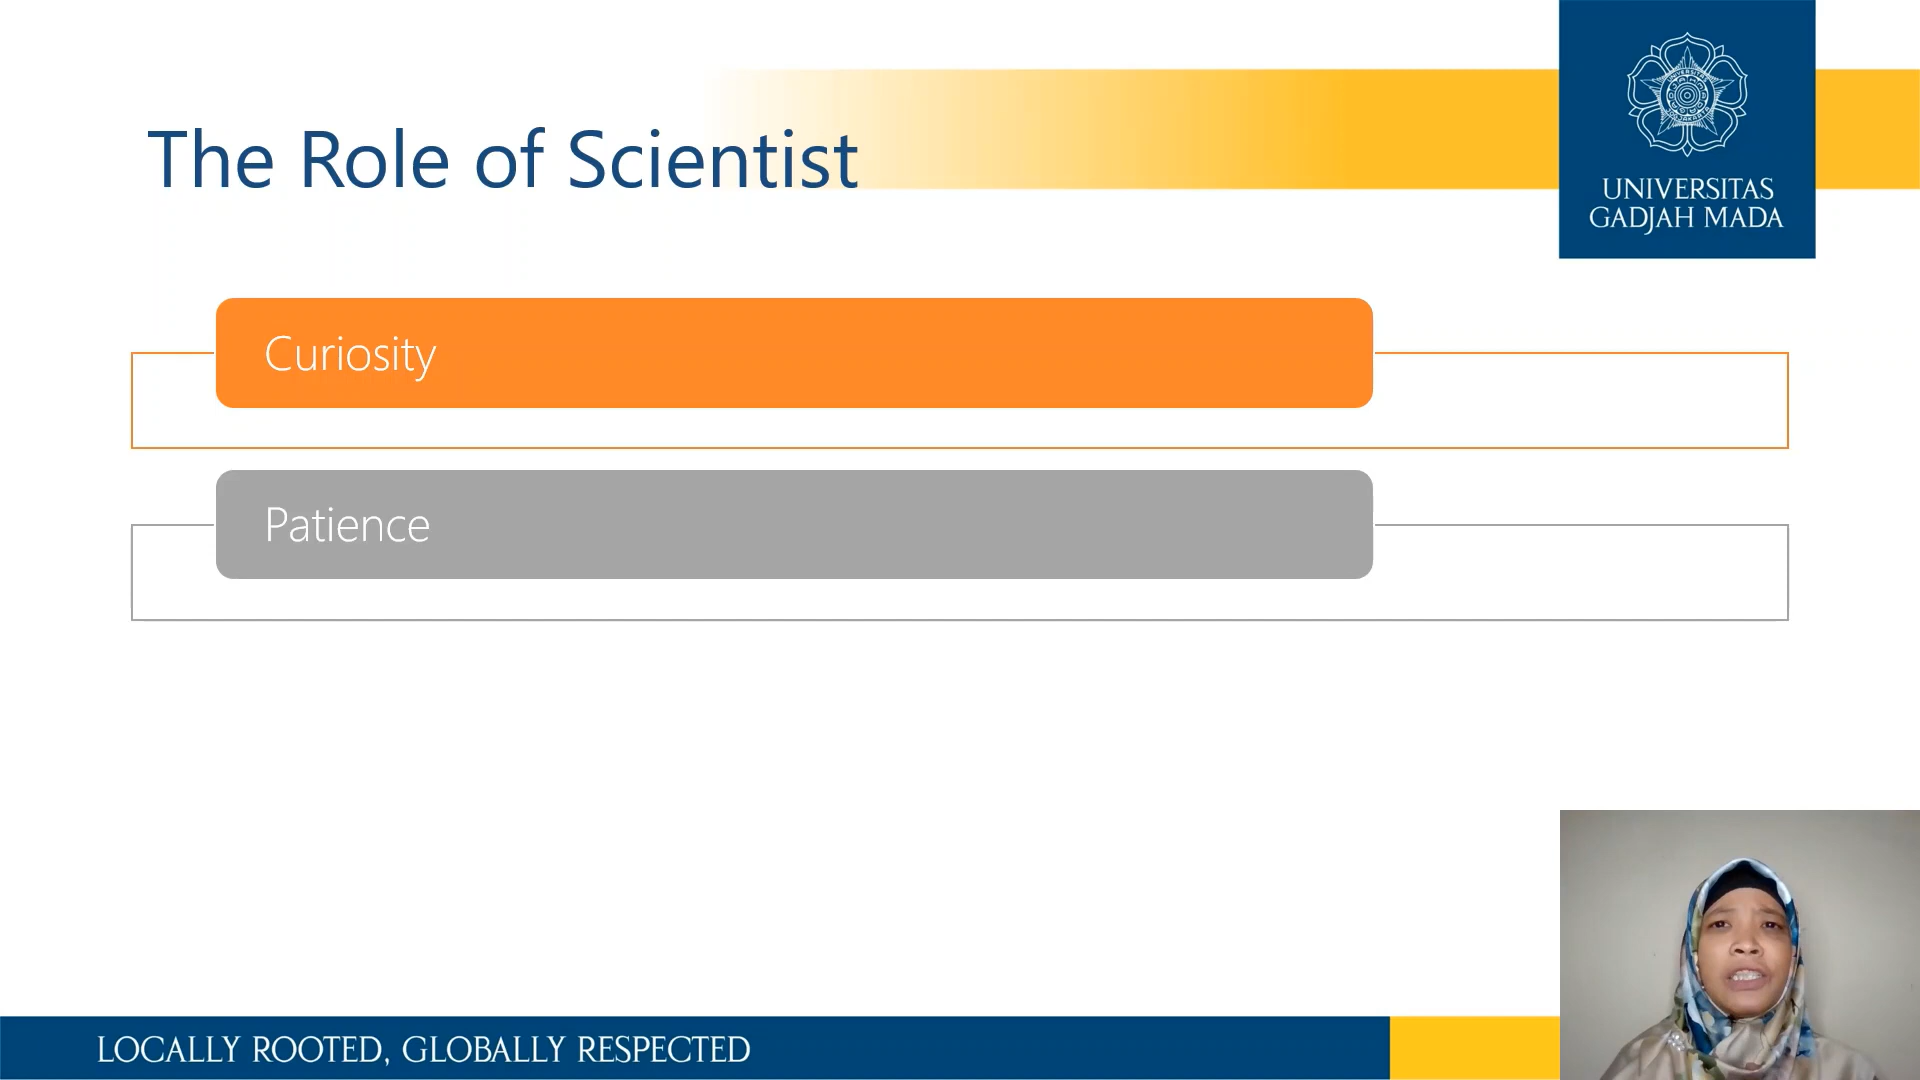 The Role of Scientist
UNIVERSITAS
GADJAH MADA
Curiosity
Patience
LOCALLY ROOTED, GLOBALLY RESPECTED